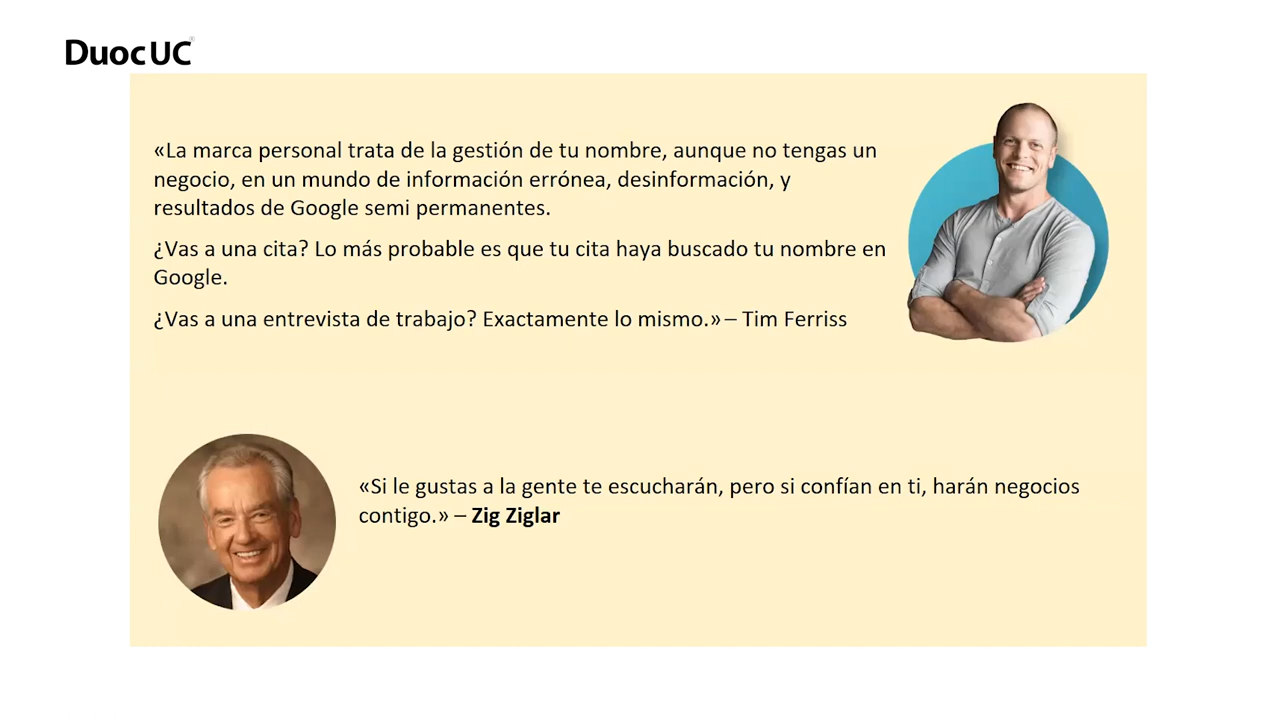 DuocUC
«La marca personal trata de la gestión de tu nombre, aunque no tengas un
negocio, en un mundo de información errónea, desinformación, y
resultados de Google semi permanentes.
¿Vas a una cita? Lo más probable es que tu cita haya buscado tu nombre en
Google.
¿Vas a una entrevista de trabajo? Exactamente lo mismo.» – Tim Ferriss
«Si le gustas a la gente te escucharán, pero si confían en ti, harán negocios
contigo.» – Zig Ziglar